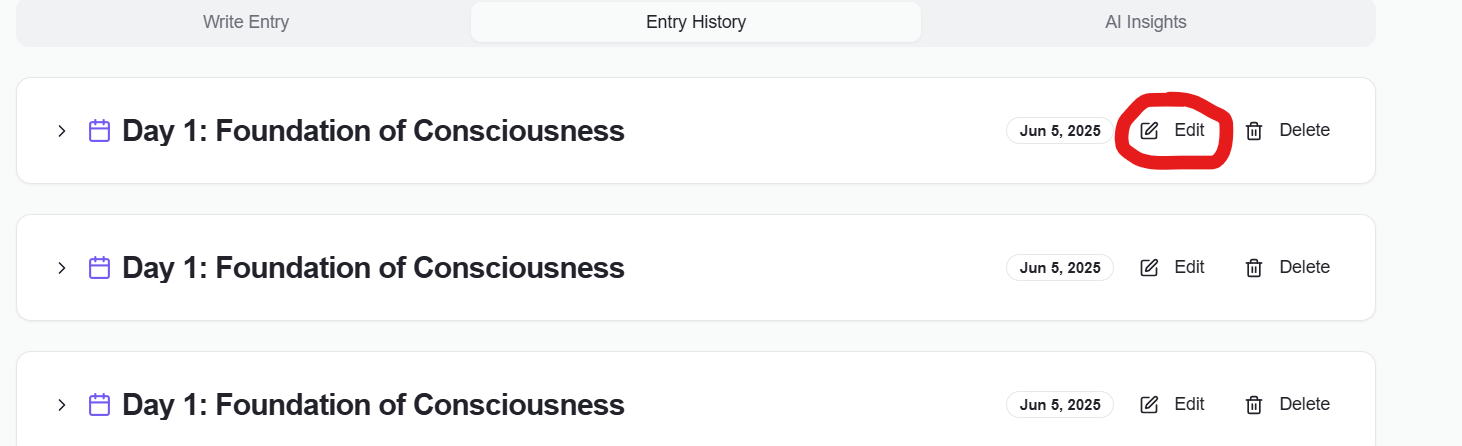 Write Entry Entry History AI Insights
Day 1: Foundation of Consciousness Jun 5, 2025 Edit Delete
Day 1: Foundation of Consciousness Jun 5, 2025 Edit Delete
Day 1: Foundation of Consciousness Jun 5, 2025 Edit Delete